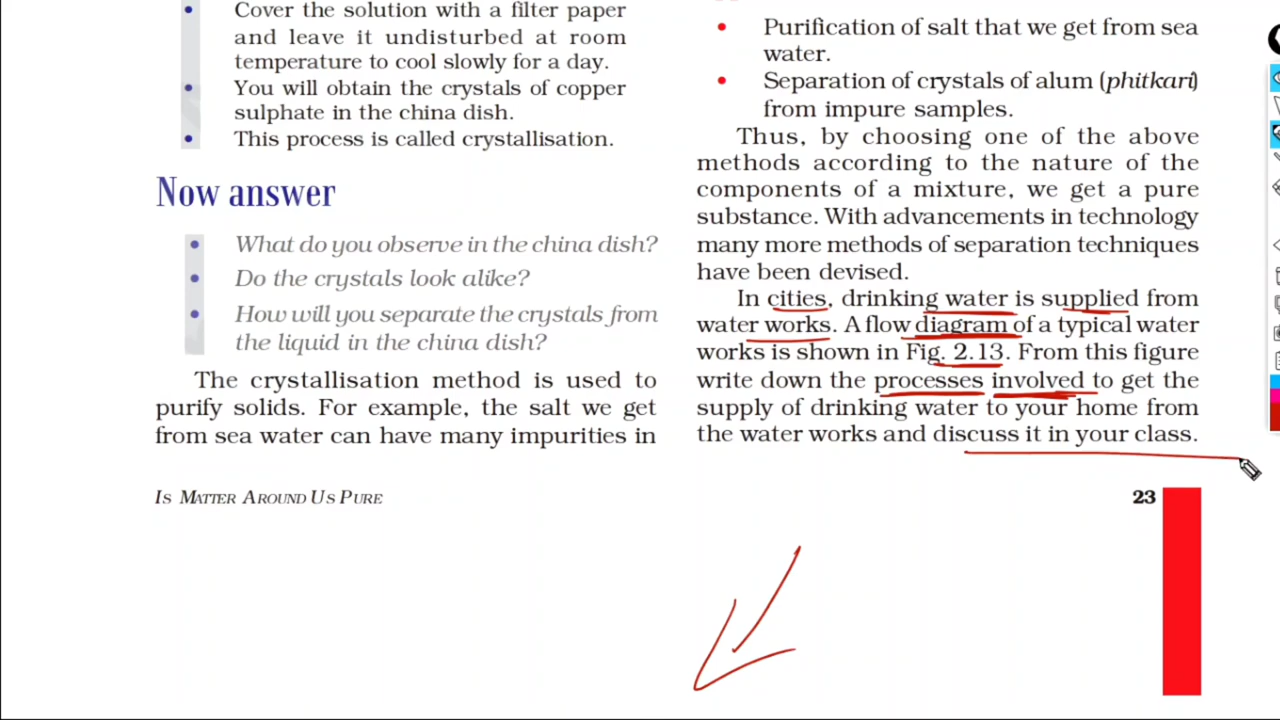 Cover the solution with a filter paper
and leave it undisturbed at room
temperature to cool slowly for a day.
You will obtain the crystals of copper
sulphate in the china dish.
This process is called crystallisation.
Now answer
What do you observe in the china dish?
Do the crystals look alike?
How will you separate the crystals from
the liquid in the china dish?
The crystallisation method is used to
purify solids. For example, the salt we get
from sea water can have many impurities in
Purification of salt that we get from sea
water.
Separation of crystals of alum (phitkari)
from impure samples.
Thus, by choosing one of the above
methods according to the nature of the
components of a mixture, we get a pure
substance. With advancements in technology
many more methods of separation techniques
have been devised.
In cities, drinking water is supplied from
water works. A flow diagram of a typical water
works is shown in Fig. 2.13. From this figure
write down the processes involved to get the
supply of drinking water to your home from
the water works and discuss it in your class.
IS MATTER AROUND US PURE
23